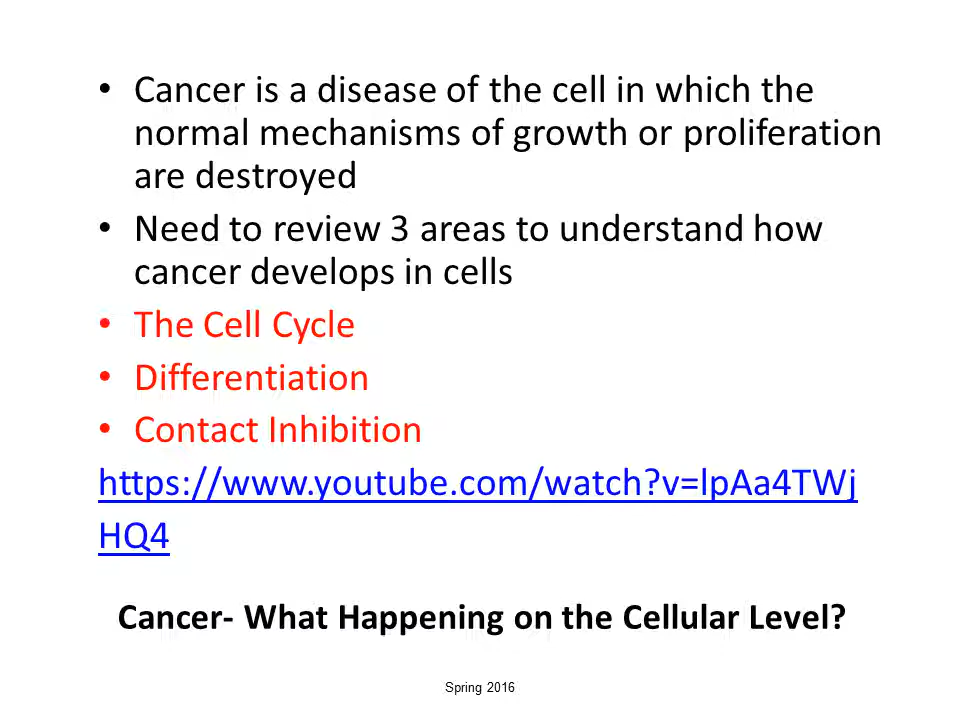 • Cancer is a disease of the cell in which the
normal mechanisms of growth or proliferation
are destroyed
• Need to review 3 areas to understand how
cancer develops in cells
• The Cell Cycle
• Differentiation
• Contact Inhibition
https://www.youtube.com/watch?v=lpAa4TWj
HQ4
Cancer- What Happening on the Cellular Level?
Spring 2016